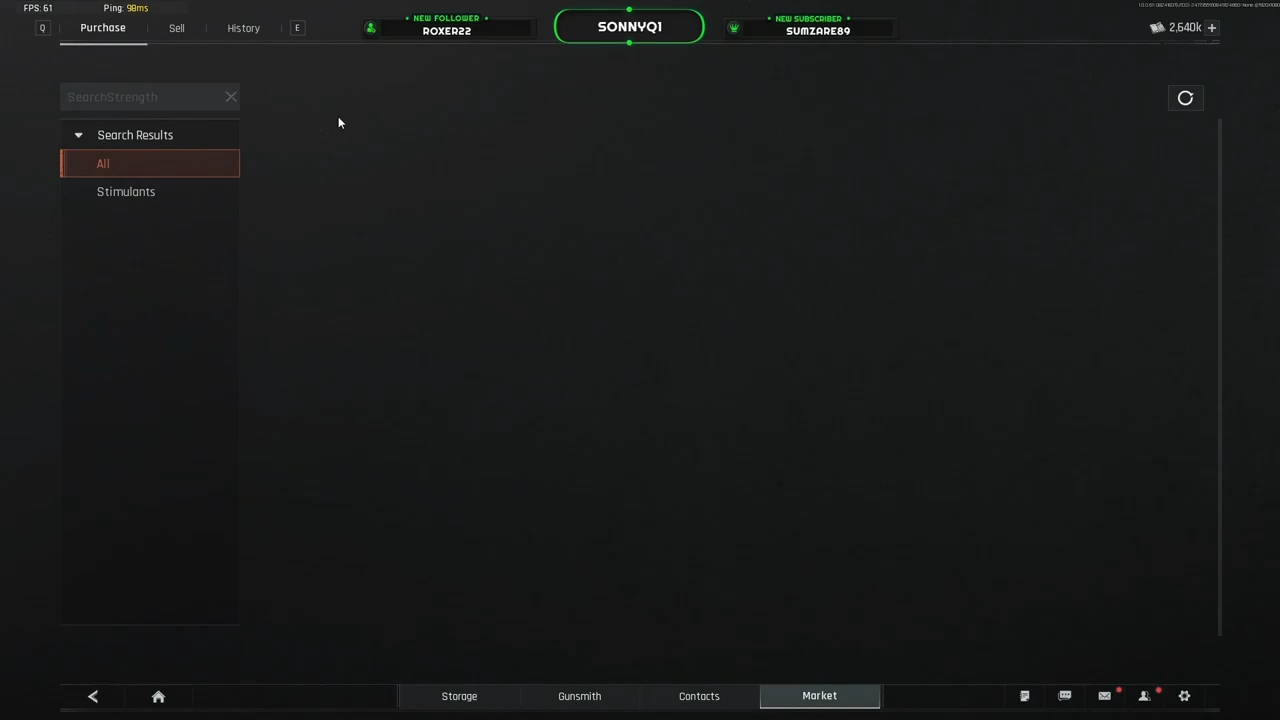 FPS: 61
Ping: 98ms
Q
Purchase
Sell
History
E
NEW FOLLOWER
ROXER22
SONNYQ1
NEW SUBSCRIBER
SUMZARE89
2,640k
SearchStrength
Search Results
All
Stimulants
Storage
Gunsmith
Contacts
Market